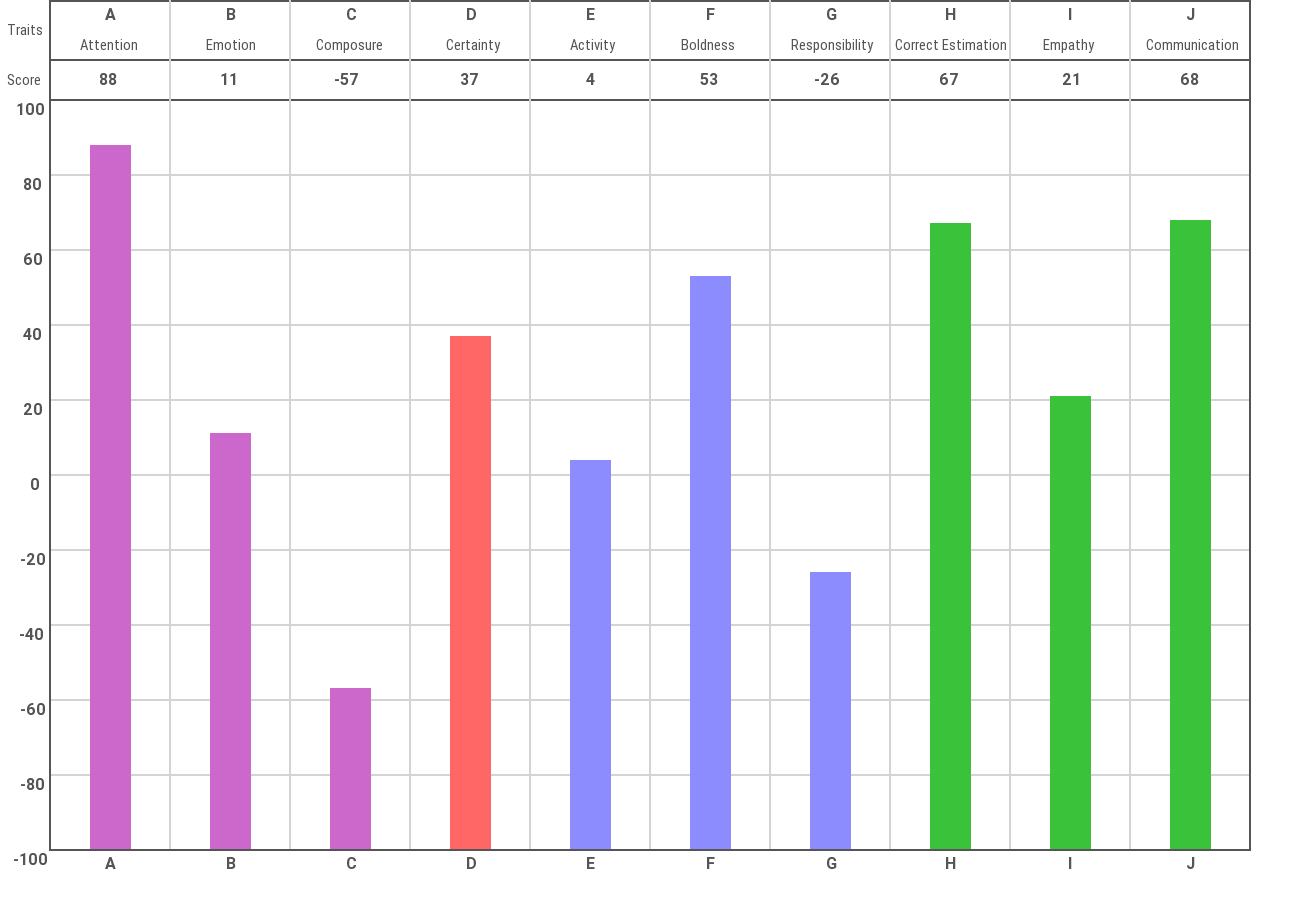 Traits A B C D E F G H I J
Attention Emotion Composure Certainty Activity Boldness Responsibility Correct Estimation Empathy Communication
Score 88 11 -57 37 4 53 -26 67 21 68
100
80
60
40
20
0
-20
-40
-60
-80
-100
A B C D E F G H I J